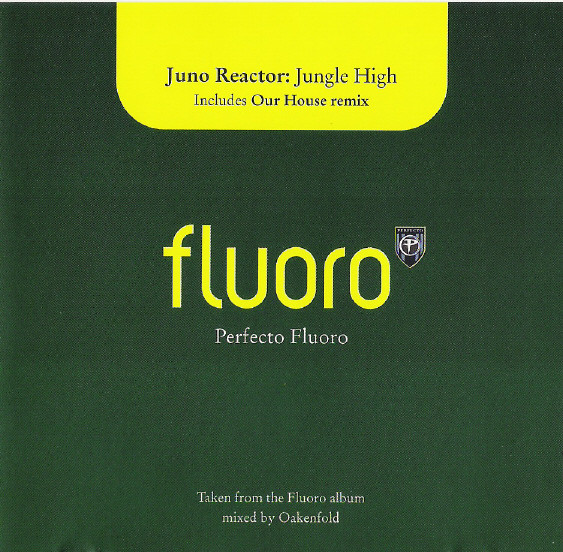 Juno Reactor: Jungle High
Includes Our House remix
fluoro
PERFECTO
Perfecto Fluoro
Taken from the Fluoro album
mixed by Oakenfold